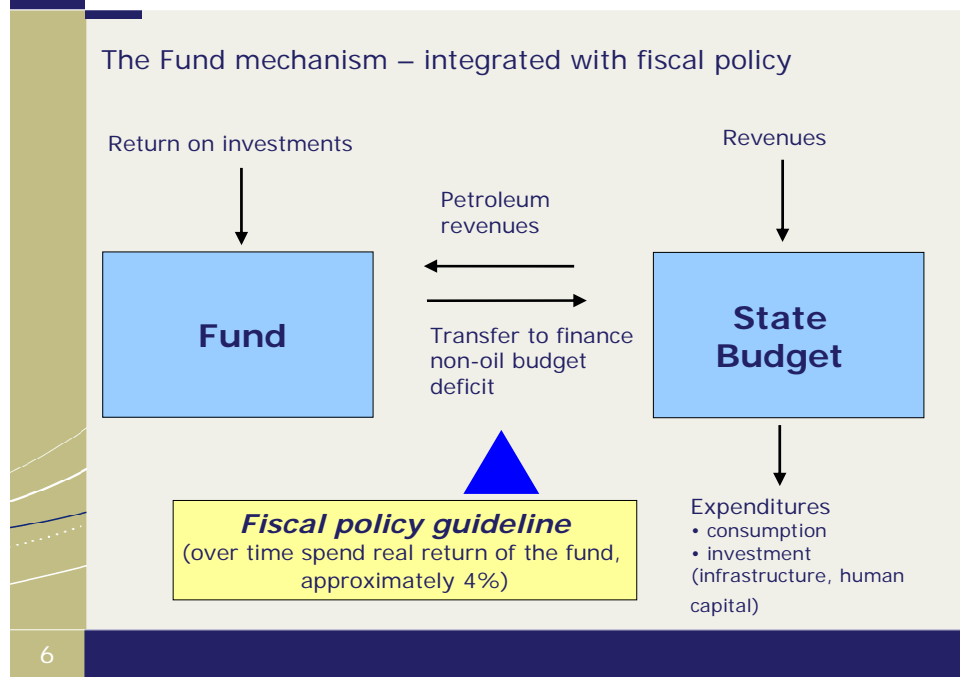 The Fund mechanism – integrated with fiscal policy
Return on investments
Revenues
Petroleum
revenues
Fund
State
Budget
Transfer to finance
non-oil budget
deficit
Fiscal policy guideline
(over time spend real return of the fund,
approximately 4%)
Expenditures
• consumption
• investment
(infrastructure, human
capital)
6